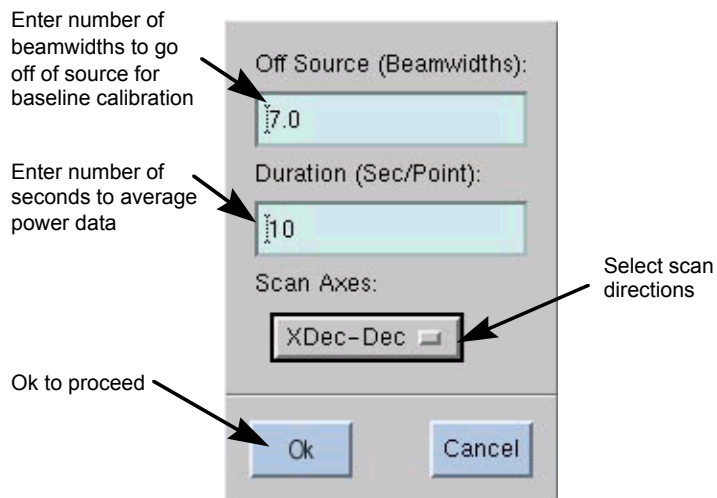 Enter number of
beamwidths to go
off of source for
baseline calibration
Off Source (Beamwidths):
7.0
Enter number of
seconds to average
power data
Duration (Sec/Point):
10
Scan Axes:
XDec-Dec
Select scan
directions
Ok to proceed
Ok
Cancel